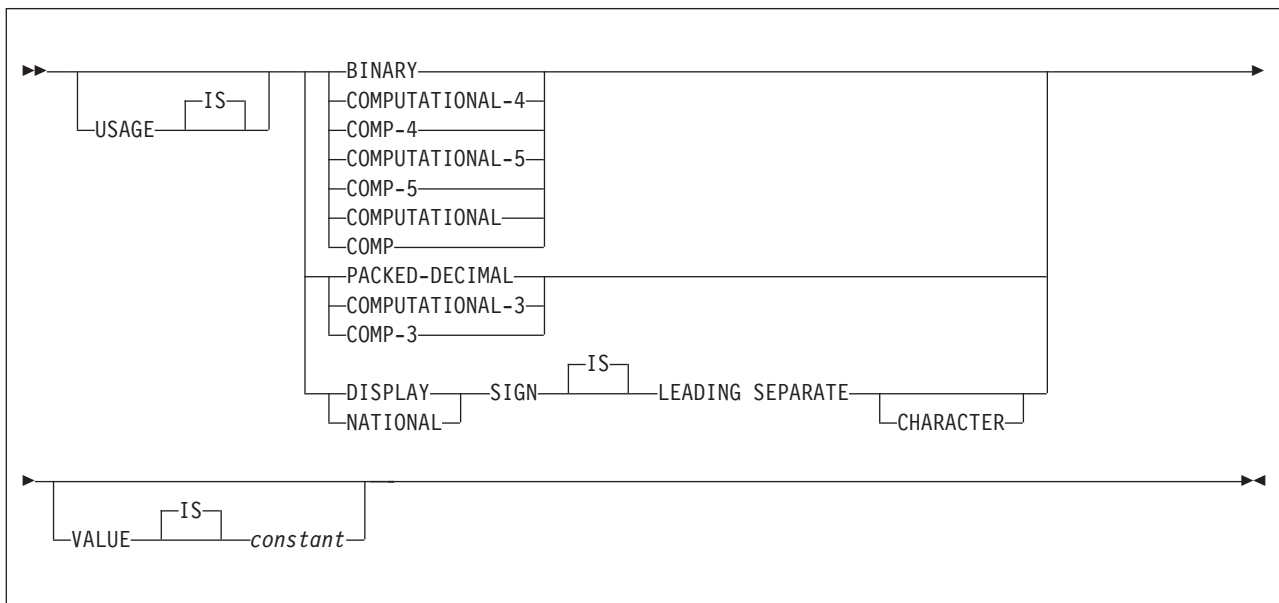 BINARY
IS
COMPUTATIONAL-4
USAGE
COMP-4
COMPUTATIONAL-5
COMP-5
COMPUTATIONAL
COMP
PACKED-DECIMAL
COMPUTATIONAL-3
COMP-3
IS
DISPLAY SIGN LEADING SEPARATE
NATIONAL CHARACTER
IS
VALUE constant